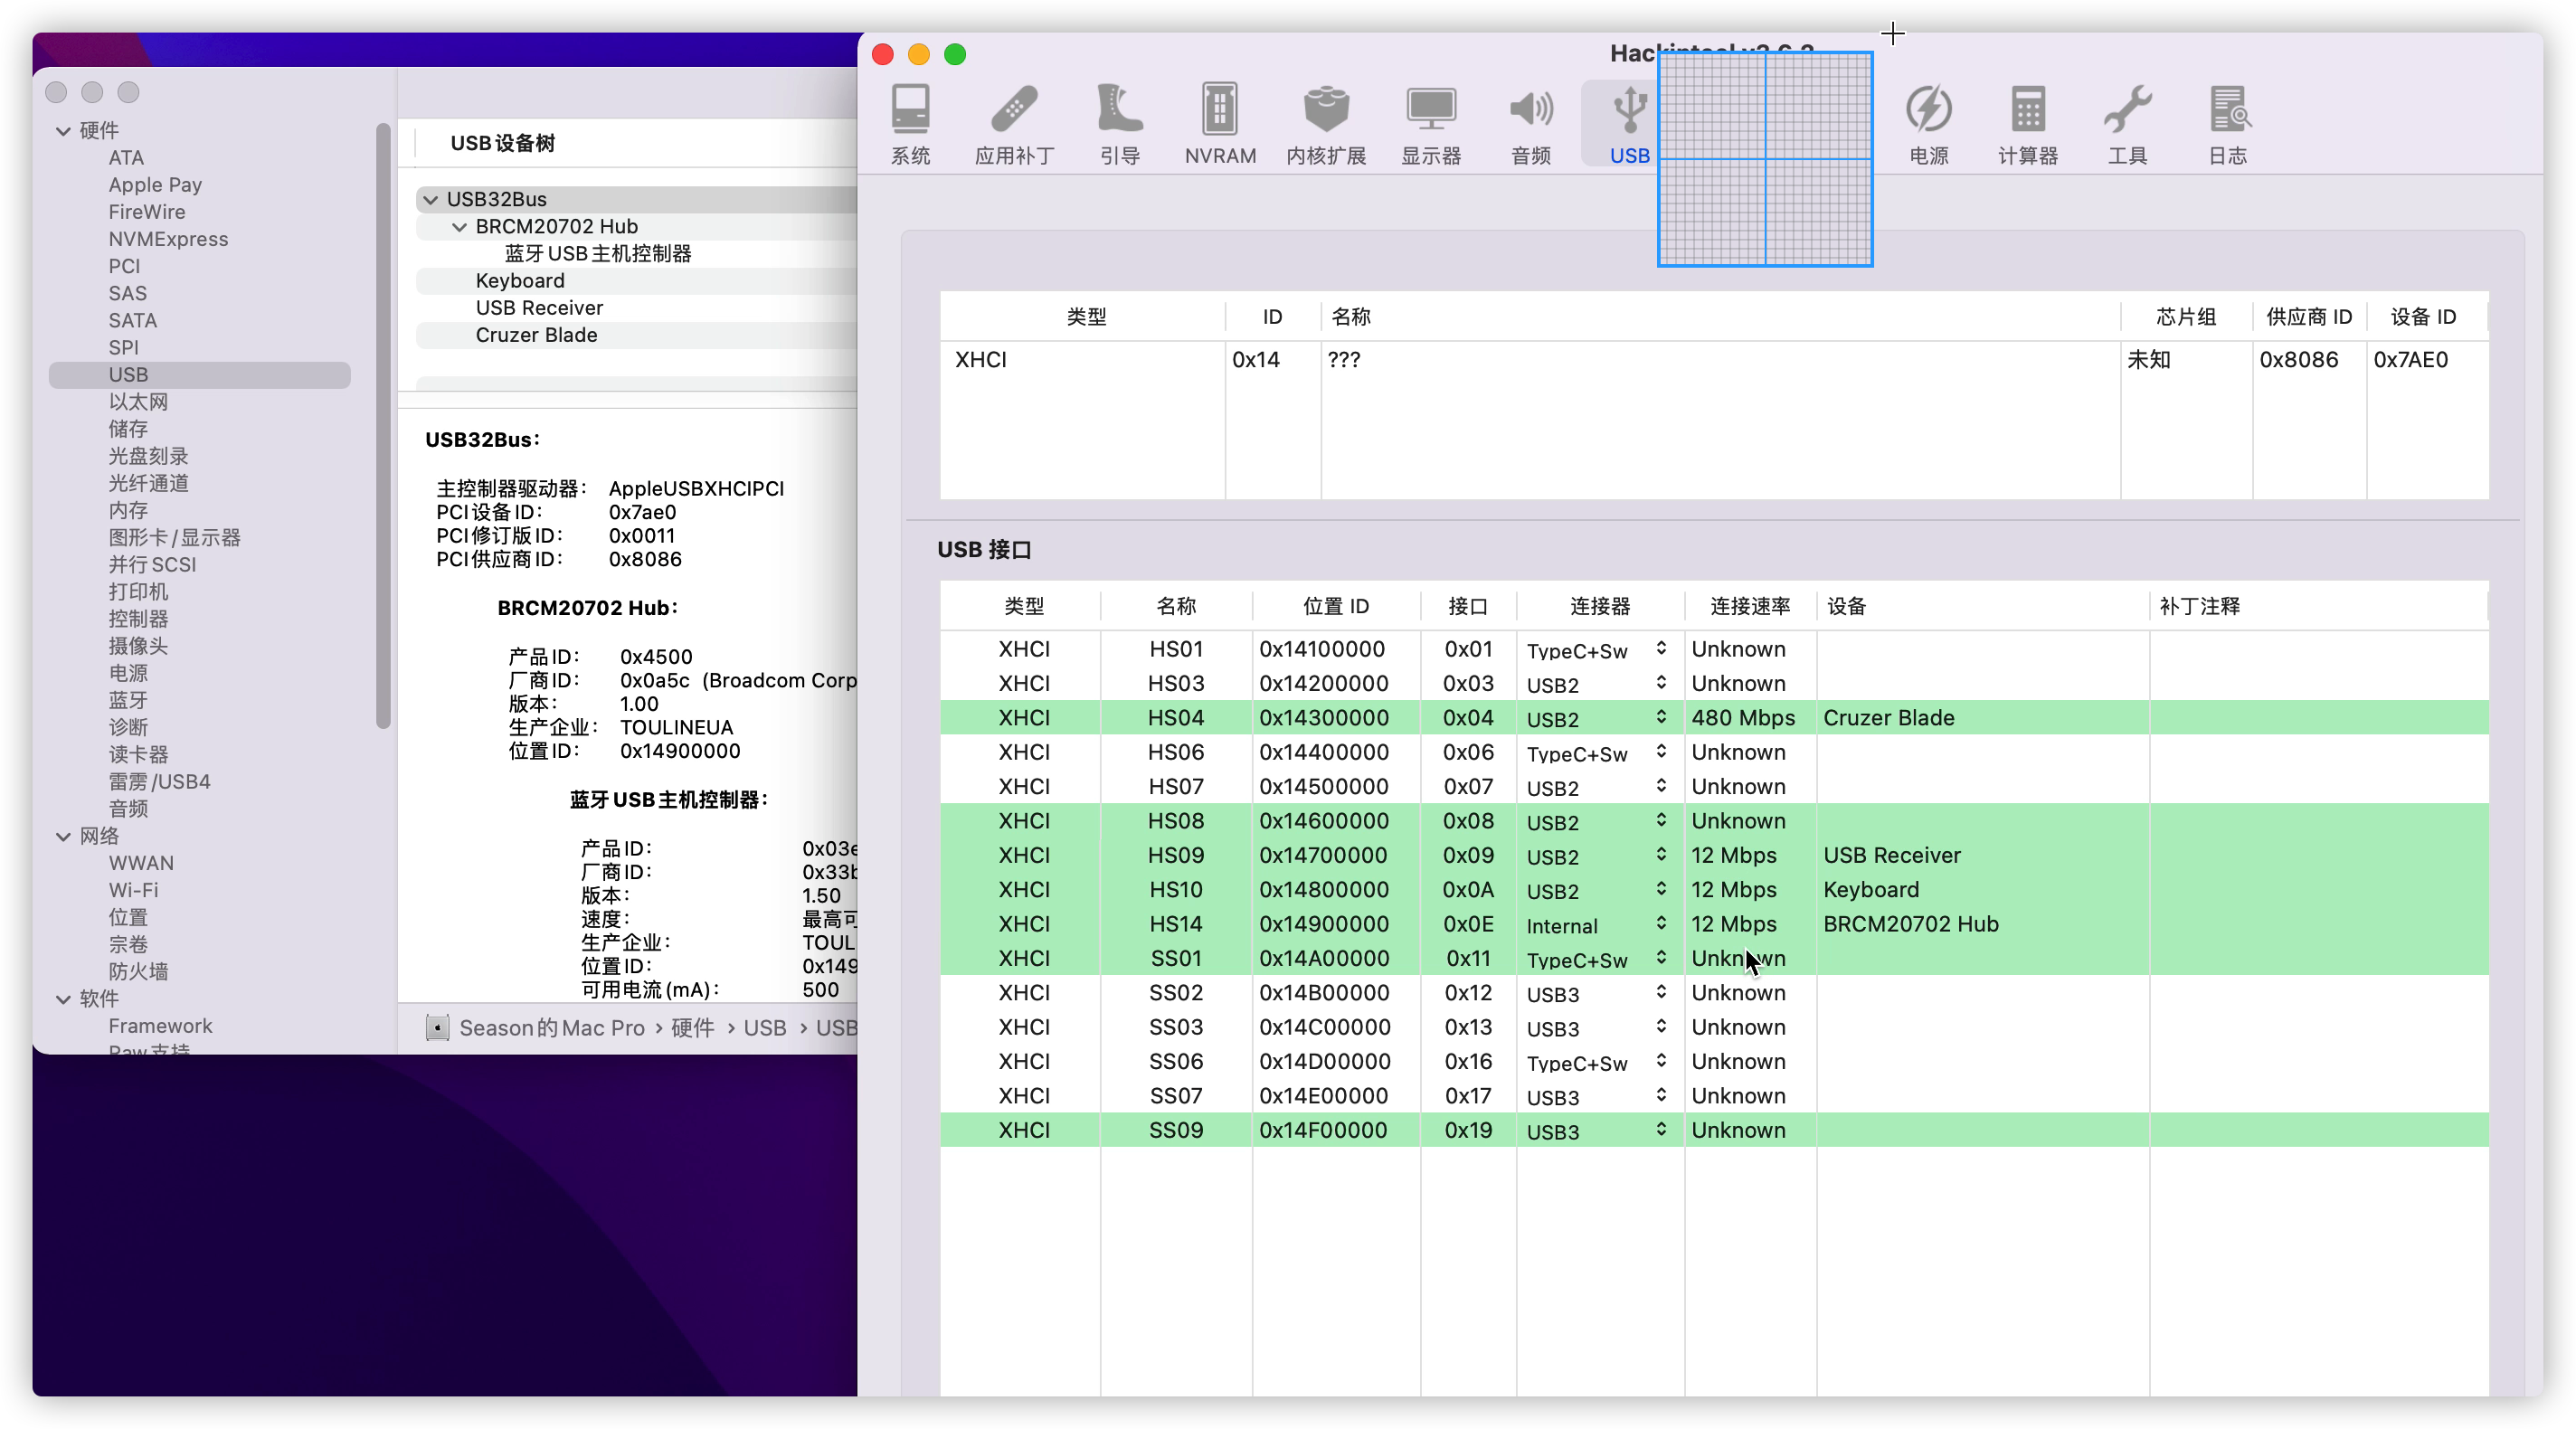 硬件
ATA
Apple Pay
FireWire
NVMExpress
PCI
SAS
SATA
SPI
USB
以太网
储存
光盘刻录
光纤通道
内存
图形卡/显示器
并行SCSI
打印机
控制器
摄像头
电源
蓝牙
诊断
读卡器
雷雳/USB4
音频
网络
WWAN
Wi-Fi
位置
宗卷
防火墙
软件
Framework
Raw支持
USB设备树
USB32Bus
BRCM20702 Hub
蓝牙USB主机控制器
Keyboard
USB Receiver
Cruzer Blade
USB32Bus：
主控制器驱动器： AppleUSBXHCIPCI
PCI设备ID： 0x7ae0
PCI修订版ID： 0x0011
PCI供应商ID： 0x8086
BRCM20702 Hub：
产品ID： 0x4500
厂商ID： 0x0a5c (Broadcom Corp
版本： 1.00
生产企业： TOULINEUA
位置ID： 0x14900000
蓝牙USB主机控制器：
产品ID： 0x03e
厂商ID： 0x33b
版本： 1.50
速度： 最高可
生产企业： TOUL
位置ID： 0x149
可用电流(mA)： 500
Season的Mac Pro › 硬件 › USB › USB
系统 应用补丁 引导 NVRAM 内核扩展 显示器 音频 USB 电源 计算器 工具 日志
类型 ID 名称 芯片组 供应商 ID 设备 ID
XHCI 0x14 ??? 未知 0x8086 0x7AE0
USB 接口
类型 名称 位置 ID 接口 连接器 连接速率 设备 补丁注释
XHCI HS01 0x14100000 0x01 TypeC+Sw Unknown
XHCI HS03 0x14200000 0x03 USB2 Unknown
XHCI HS04 0x14300000 0x04 USB2 480 Mbps Cruzer Blade
XHCI HS06 0x14400000 0x06 TypeC+Sw Unknown
XHCI HS07 0x14500000 0x07 USB2 Unknown
XHCI HS08 0x14600000 0x08 USB2 Unknown
XHCI HS09 0x14700000 0x09 USB2 12 Mbps USB Receiver
XHCI HS10 0x14800000 0x0A USB2 12 Mbps Keyboard
XHCI HS14 0x14900000 0x0E Internal 12 Mbps BRCM20702 Hub
XHCI SS01 0x14A00000 0x11 TypeC+Sw Unknown
XHCI SS02 0x14B00000 0x12 USB3 Unknown
XHCI SS03 0x14C00000 0x13 USB3 Unknown
XHCI SS06 0x14D00000 0x16 TypeC+Sw Unknown
XHCI SS07 0x14E00000 0x17 USB3 Unknown
XHCI SS09 0x14F00000 0x19 USB3 Unknown